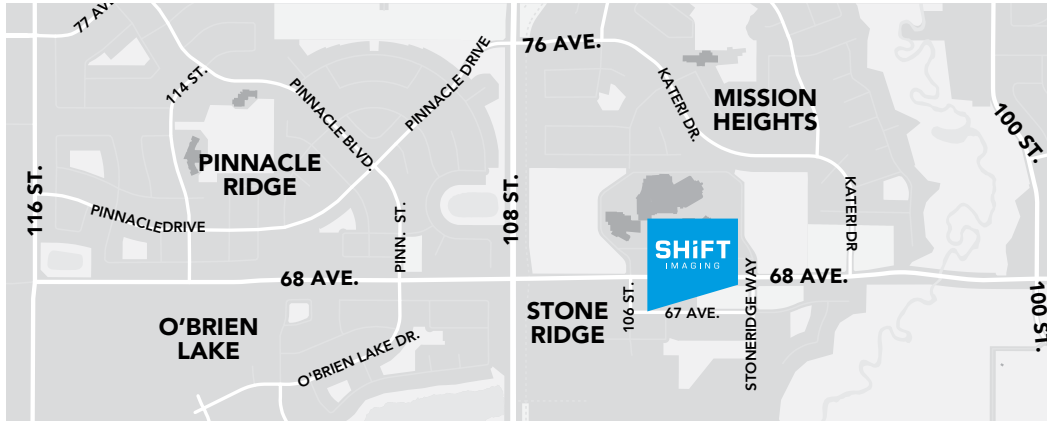 77 AVE.
76 AVE.
114 ST.
PINNACLE BLVD.
PINNACLE DRIVE
KATERI DR.
MISSION
HEIGHTS
100 ST.
PINNACLE
RIDGE
116 ST.
PINNACLEDRIVE
PINN. ST.
108 ST.
KATERI DR
SHiFT
IMAGING
68 AVE.
68 AVE.
STONERIDGE WAY
106 ST.
67 AVE.
STONE
RIDGE
O'BRIEN
LAKE
O'BRIEN LAKE DR.
100 ST.